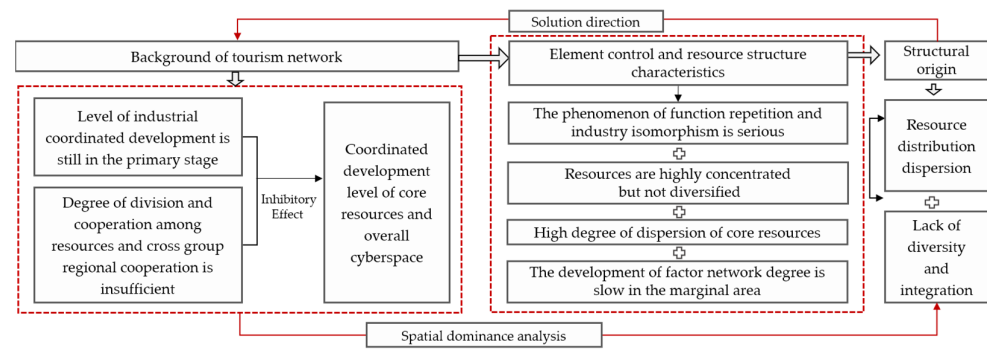 Solution direction
Background of tourism network
Element control and resource structure
characteristics
Structural
origin
Level of industrial
coordinated development is
still in the primary stage
Degree of division and
cooperation among
resources and cross group
regional cooperation is
insufficient
Inhibitory
Effect
Coordinated
development
level of core
resources and
overall
cyberspace
The phenomenon of function repetition and
industry isomorphism is serious
Resources are highly concentrated
but not diversified
High degree of dispersion of core resources
The development of factor network degree is
slow in the marginal area
Resource
distribution
dispersion
Lack of
diversity
and
integration
Spatial dominance analysis